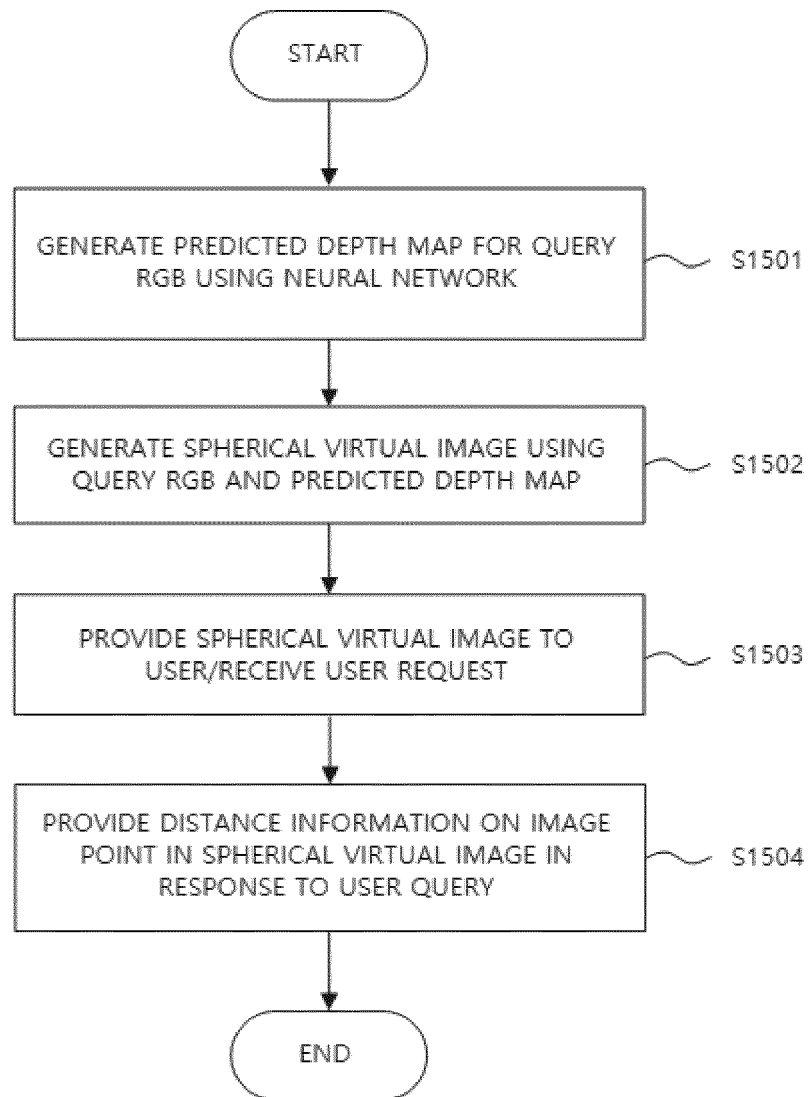 START
GENERATE PREDICTED DEPTH MAP FOR QUERY
RGB USING NEURAL NETWORK
S1501
GENERATE SPHERICAL VIRTUAL IMAGE USING
QUERY RGB AND PREDICTED DEPTH MAP
S1502
PROVIDE SPHERICAL VIRTUAL IMAGE TO
USER/RECEIVE USER REQUEST
S1503
PROVIDE DISTANCE INFORMATION ON IMAGE
POINT IN SPHERICAL VIRTUAL IMAGE IN
RESPONSE TO USER QUERY
S1504
END